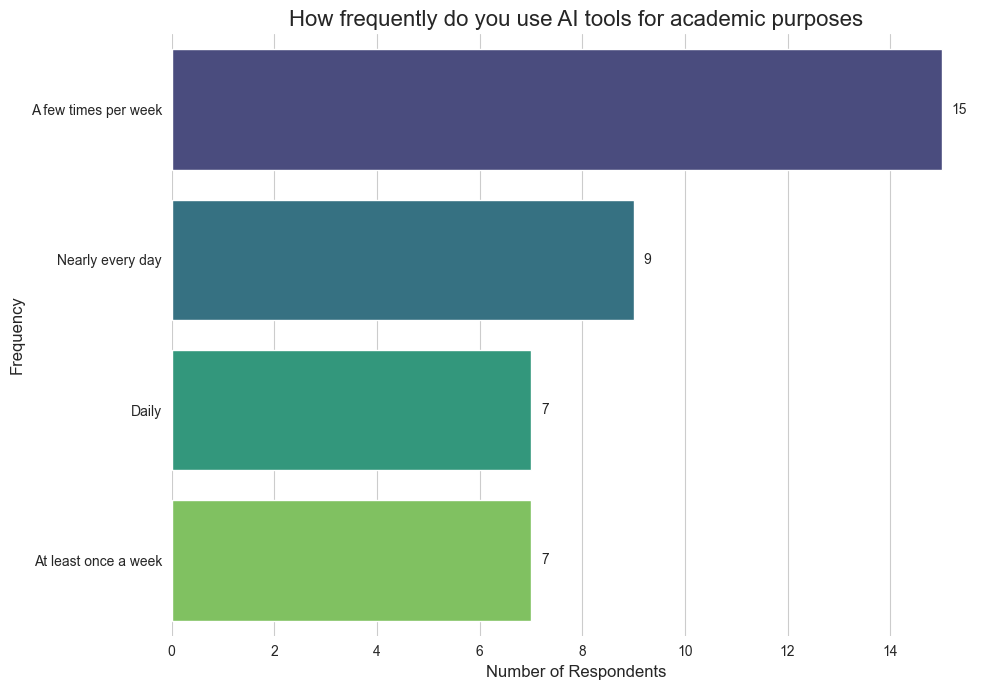 How frequently do you use AI tools for academic purposes
A few times per week
15
Nearly every day
9
Daily
7
At least once a week
7
0 2 4 6 8 10 12 14
Number of Respondents
Frequency